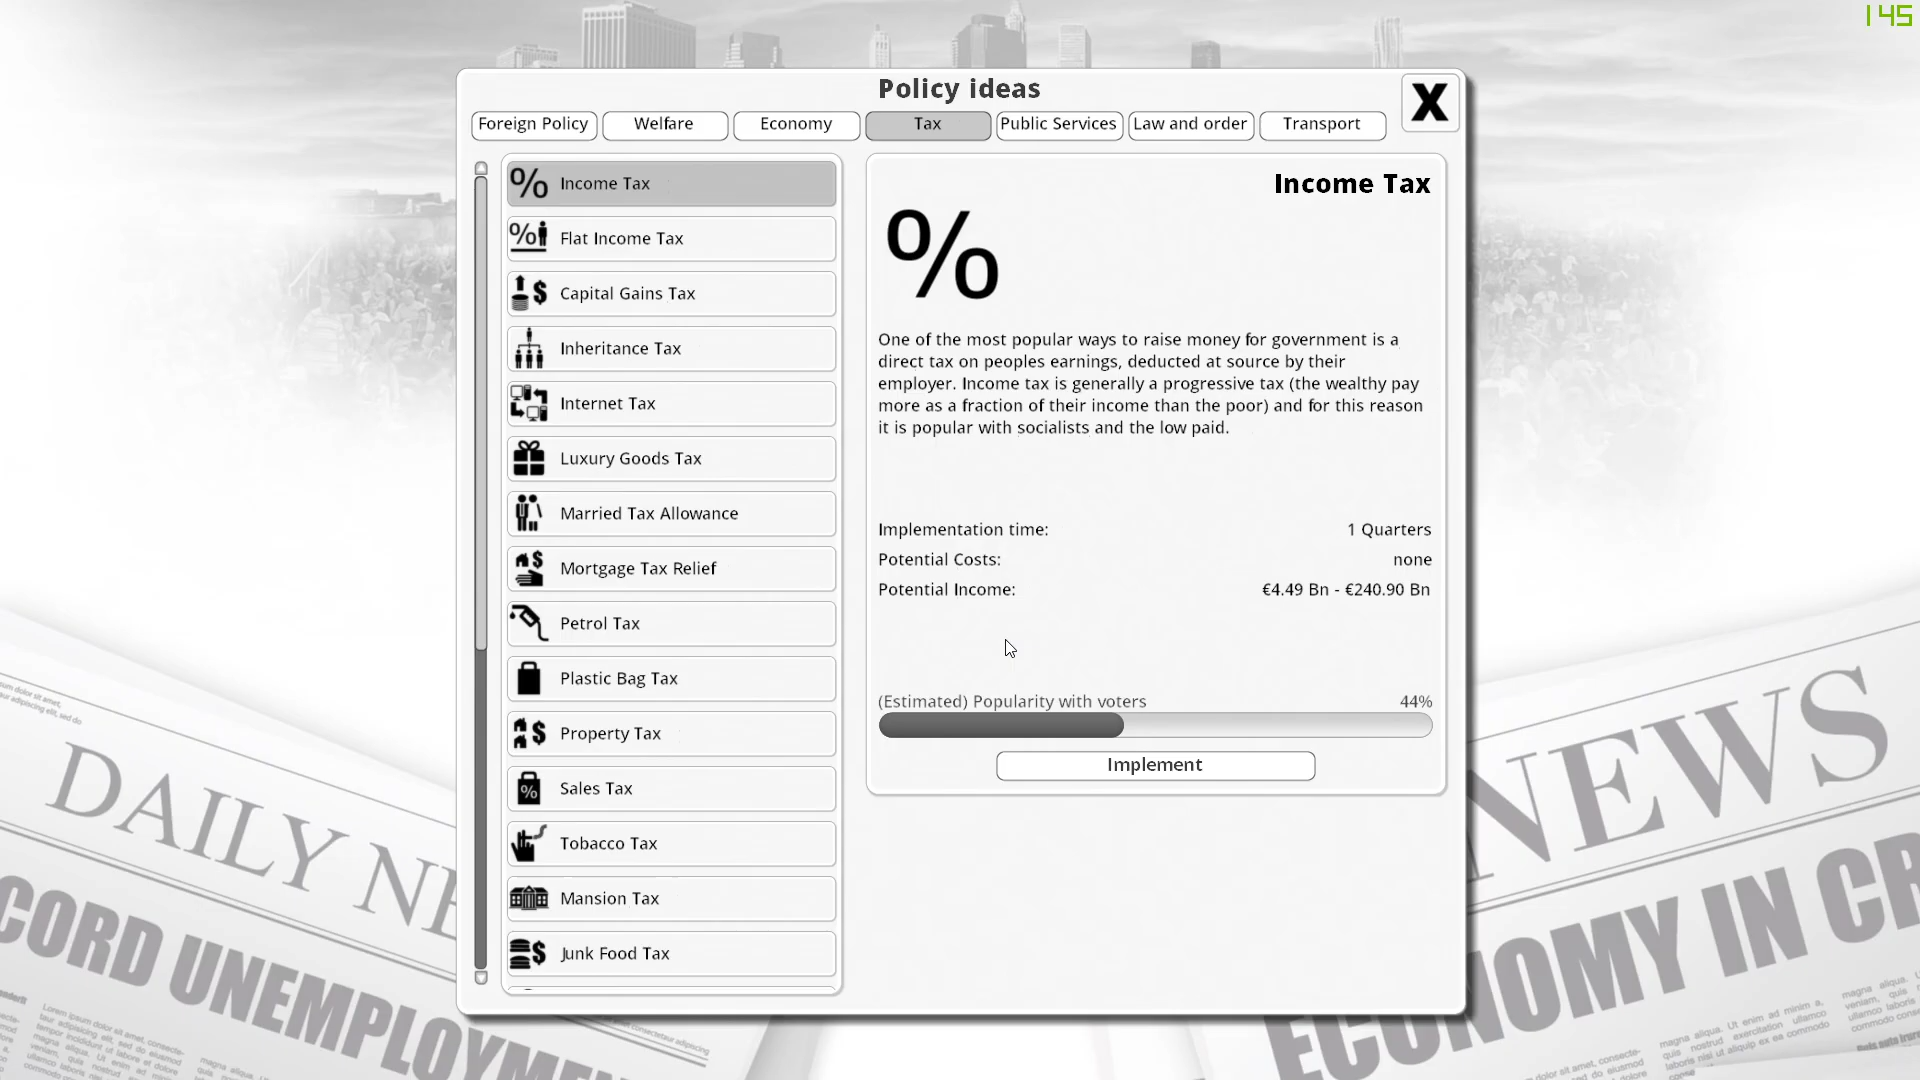 145
Policy ideas
X
Foreign Policy
Welfare
Economy
Tax
Public Services
Law and order
Transport
Income Tax
Flat Income Tax
Capital Gains Tax
Inheritance Tax
Internet Tax
Luxury Goods Tax
Married Tax Allowance
Mortgage Tax Relief
Petrol Tax
Plastic Bag Tax
Property Tax
Sales Tax
Tobacco Tax
Mansion Tax
Junk Food Tax
Income Tax
%
One of the most popular ways to raise money for government is a
direct tax on peoples earnings, deducted at source by their
employer. Income tax is generally a progressive tax (the wealthy pay
more as a fraction of their income than the poor) and for this reason
it is popular with socialists and the low paid.
Implementation time: 1 Quarters
Potential Costs: none
Potential Income: €4.49 Bn - €240.90 Bn
(Estimated) Popularity with voters 44%
Implement
DAILY NE
CORD UNEMPLOYME
NEWS
ECONOMY IN CR